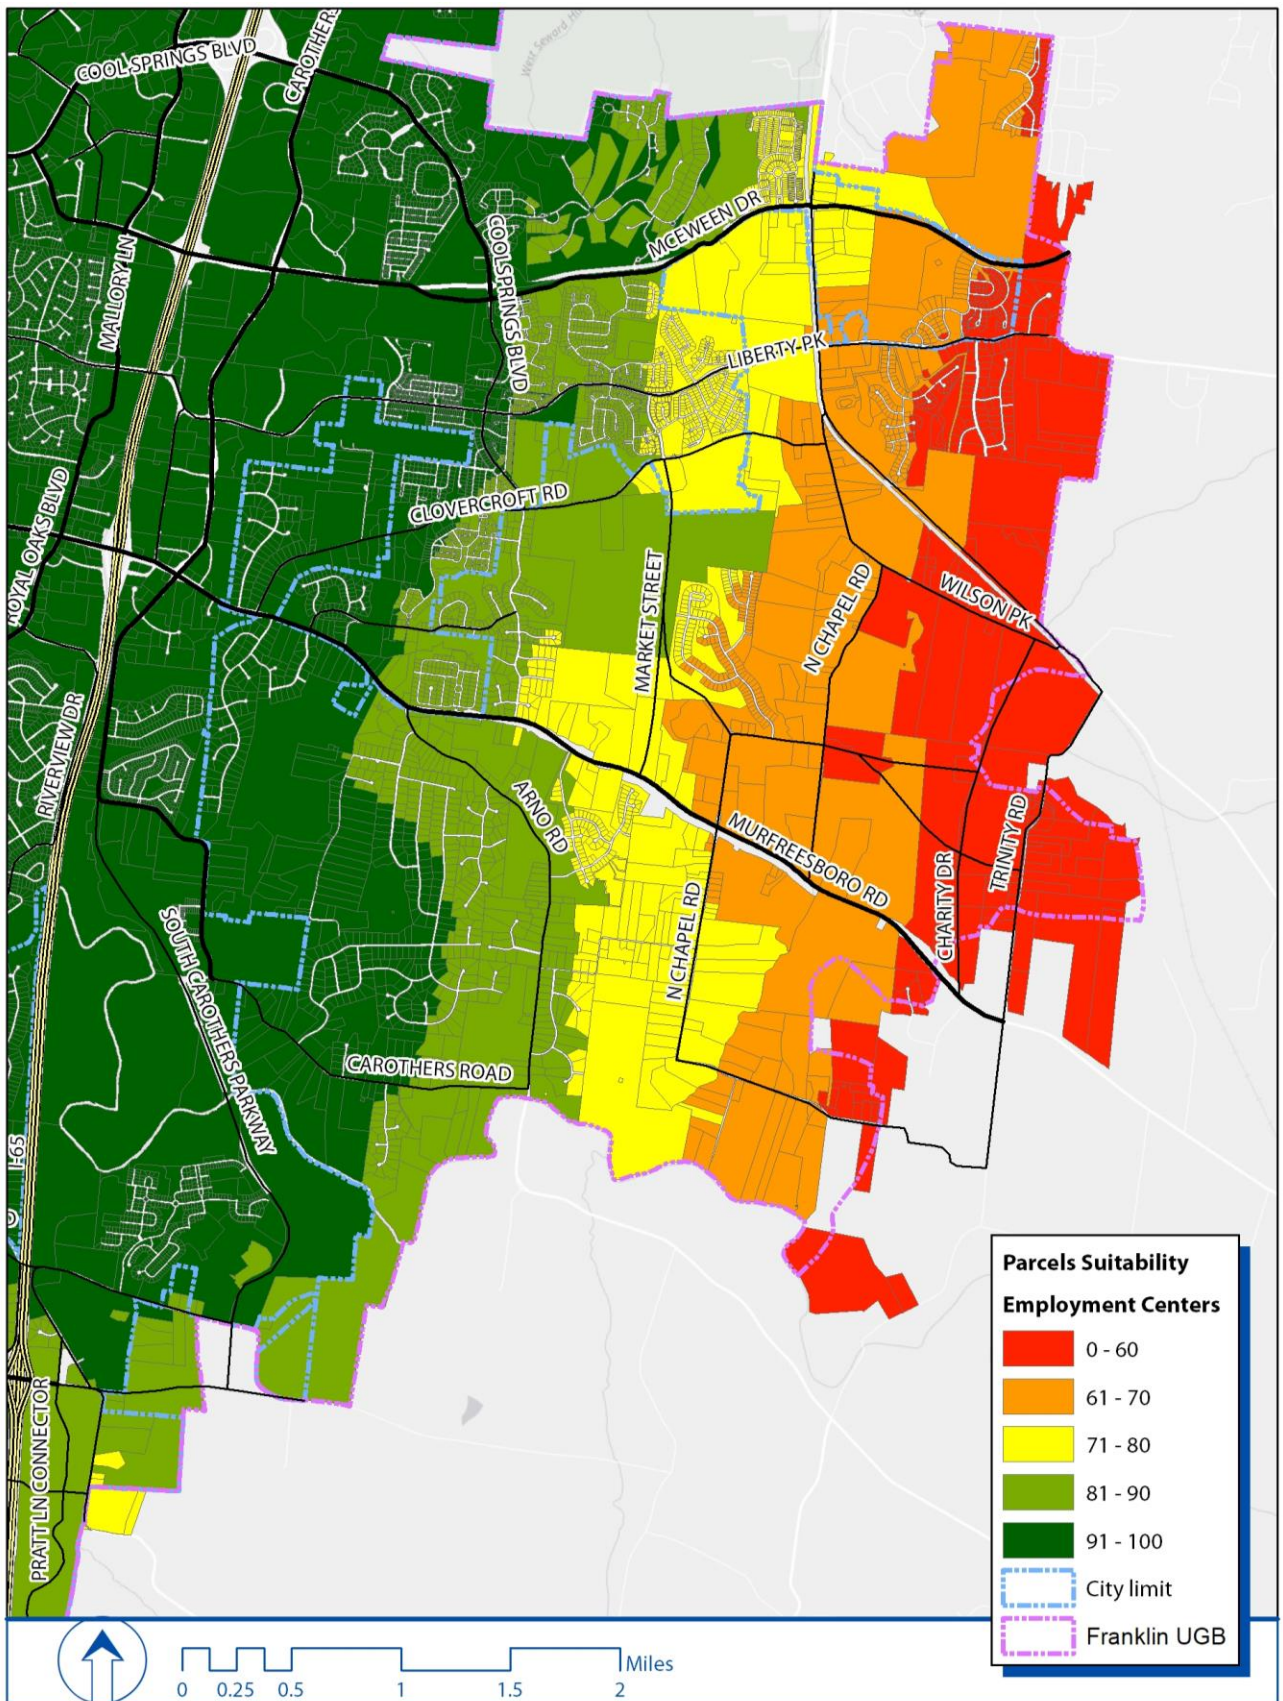 COOL SPRINGS BLVD
CAROTHERS
West Seward Hi
MALLORY LN
COOLSPRINGS BLVD
MCEWEEN DR
LIBERTY PK
ROYAL OAKS BLVD
CLOVERCROFT RD
MARKET STREET
N CHAPEL RD
WILSON PK
RIVERVIEW DR
ARNO RD
MURFREESBORO RD
N CHAPEL RD
CHARITY DR
TRINITY RD
SOUTH CAROTHERS PARKWAY
CAROTHERS ROAD
I-65
PRATT LN CONNECTOR
Parcels Suitability
Employment Centers
0 - 60
61 - 70
71 - 80
81 - 90
91 - 100
City limit
Franklin UGB
Miles
0 0.25 0.5 1 1.5 2